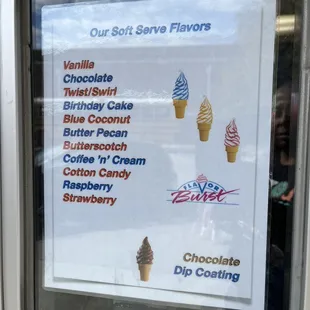 Our Soft Serve Flavors
Vanilla
Chocolate
Twist/Swirl
Birthday Cake
Blue Coconut
Butter Pecan
Butterscotch
Coffee 'n' Cream
Cotton Candy
Raspberry
Strawberry
FLAVOR
Burst
Chocolate
Dip Coating